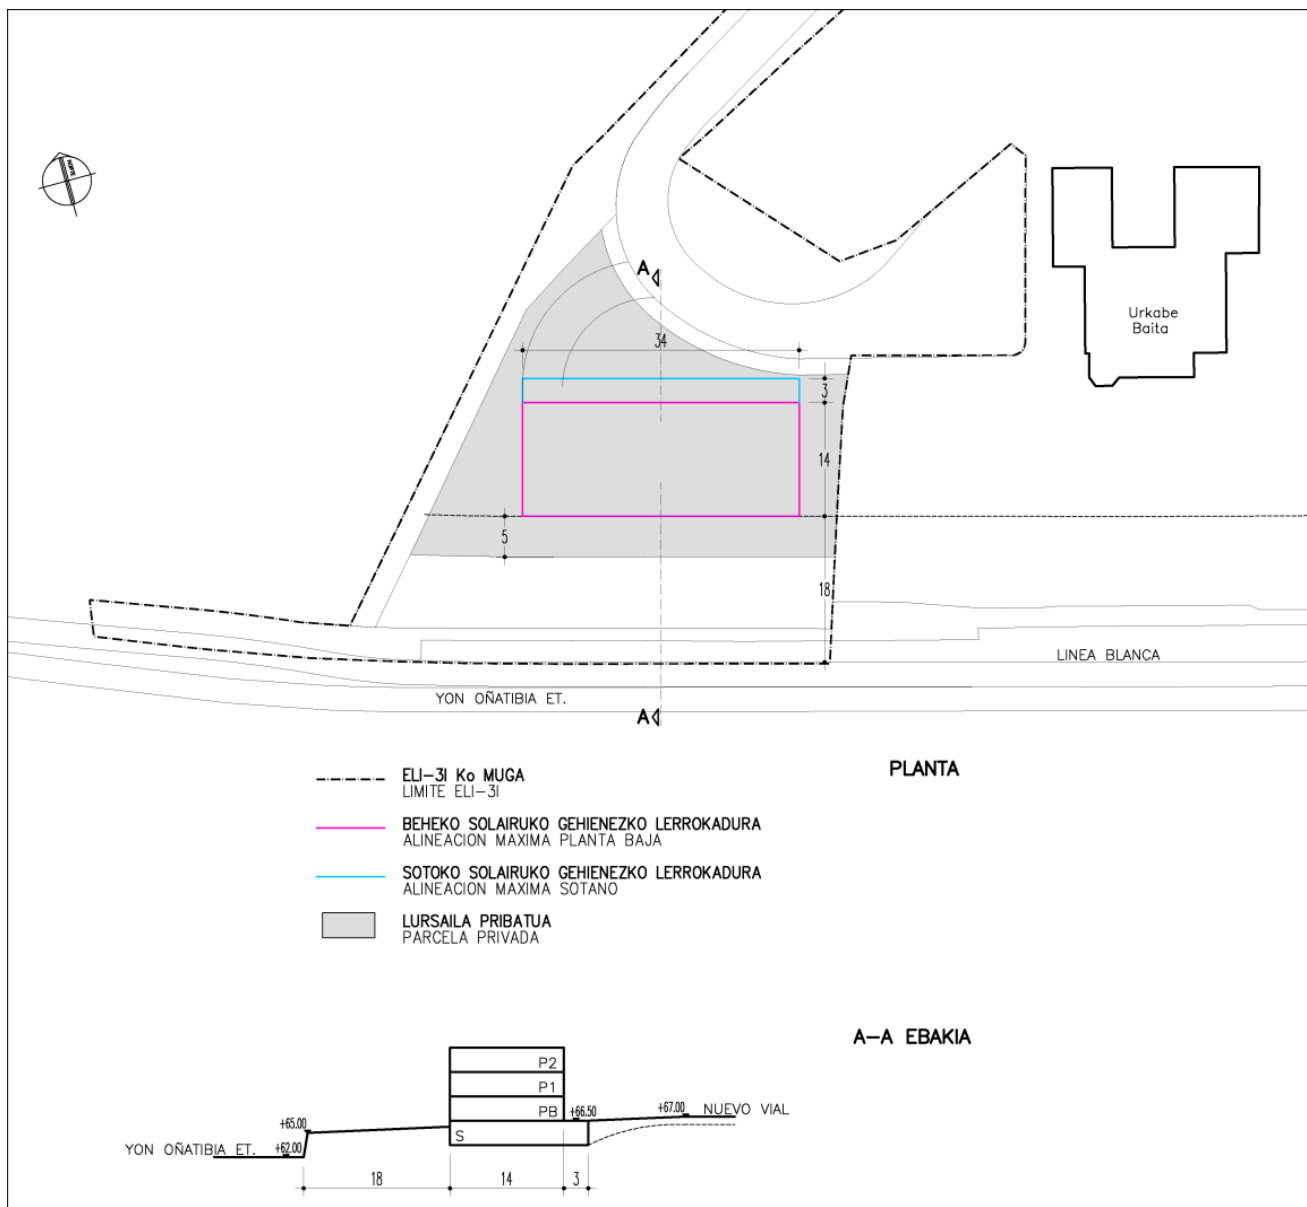 NORTE
Urkabe
Baita
A
34
3
14
5
18
LINEA BLANCA
YON OÑATIBIA ET.
A
PLANTA
ELI-31 Ko MUGA
LIMITE ELI-31
BEHEKO SOLAIRUKO GEHIENEZKO LERROKADURA
ALINEACION MAXIMA PLANTA BAJA
SOTOKO SOLAIRUKO GEHIENEZKO LERROKADURA
ALINEACION MAXIMA SOTANO
LURSAILA PRIBATUA
PARCELA PRIVADA
A-A EBAKIA
P2
P1
PB
+66.50
+67.00 NUEVO VIAL
+65.00
S
YON OÑATIBIA ET. +62.00
18 14 3